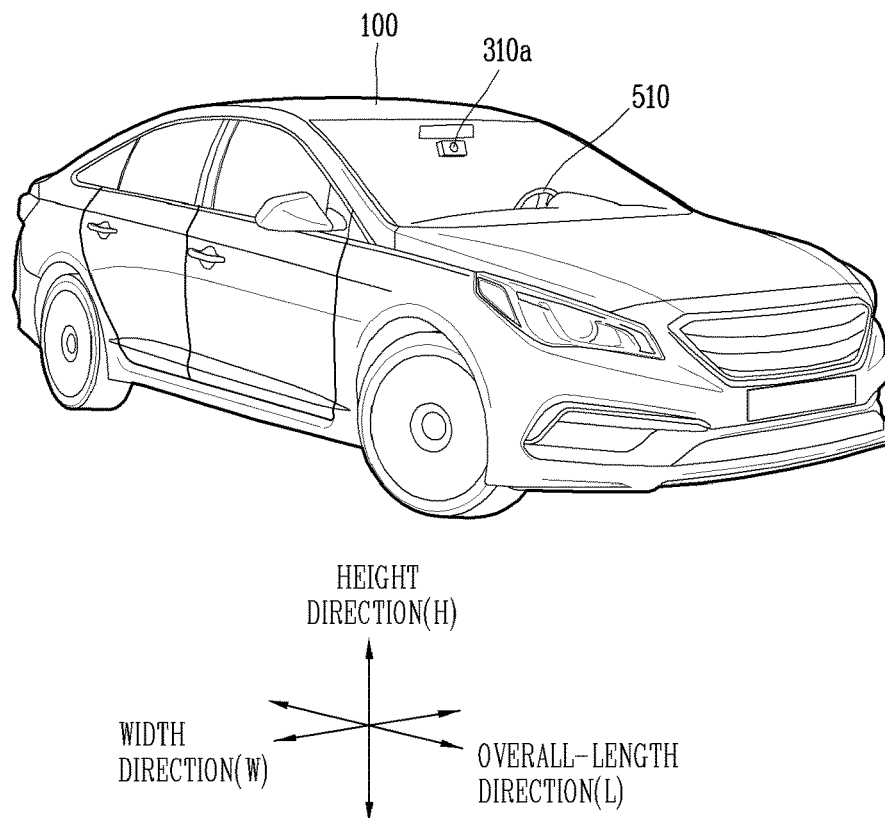 100
310a
510
HEIGHT
DIRECTION(H)
WIDTH
DIRECTION(W)
OVERALL-LENGTH
DIRECTION(L)